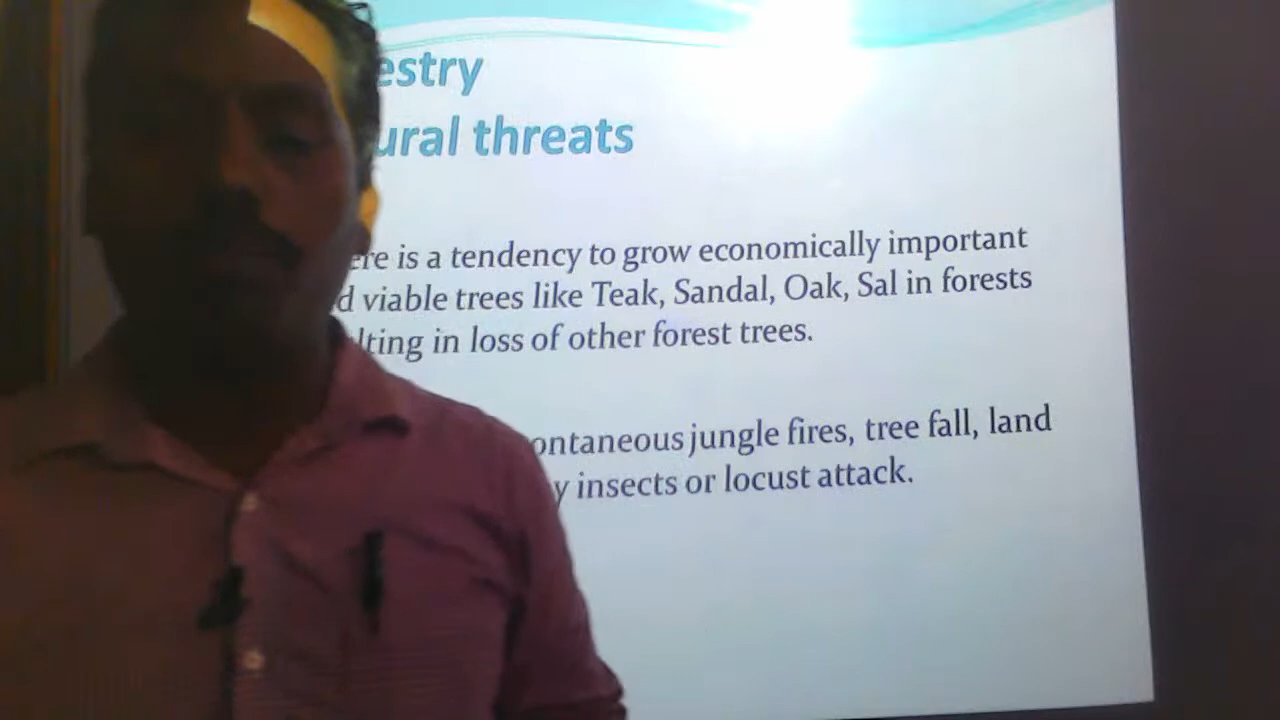 estry
ural threats
ere is a tendency to grow economically important
d viable trees like Teak, Sandal, Oak, Sal in forests
lting in loss of other forest trees.
ontaneous jungle fires, tree fall, land
y insects or locust attack.